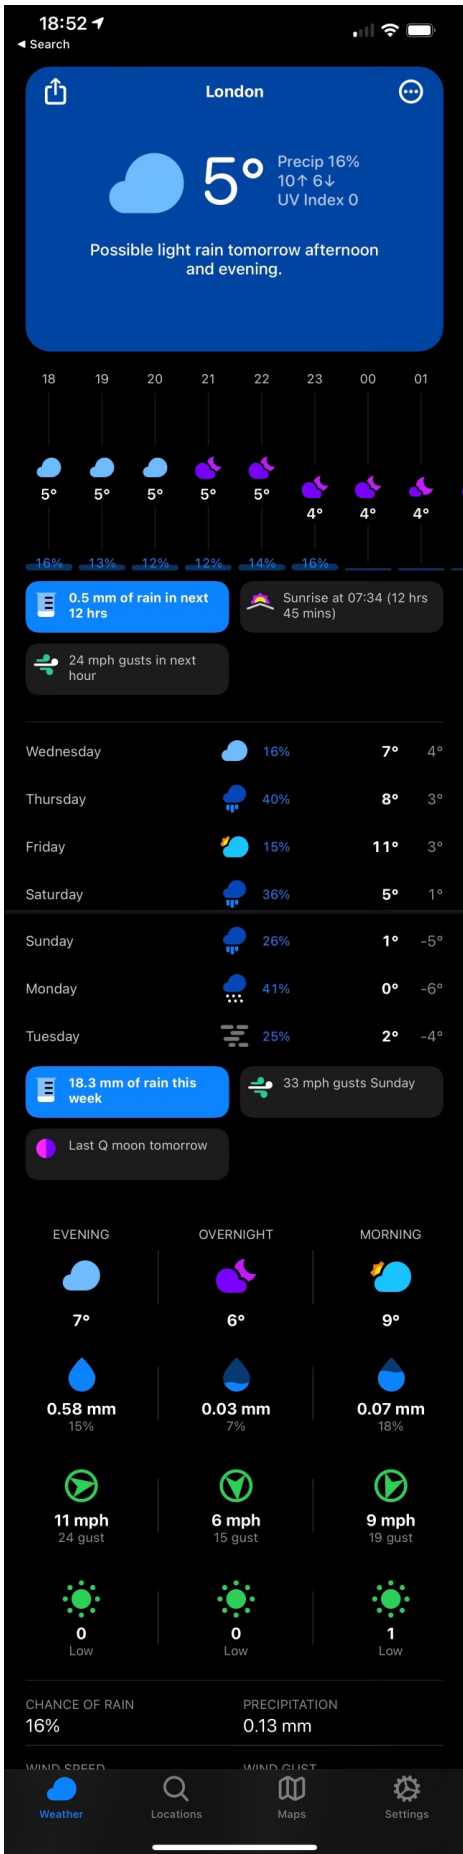 18:52
◀ Search
London
5° Precip 16%
10↑ 6↓
UV Index 0
Possible light rain tomorrow afternoon
and evening.
18 19 20 21 22 23 00 01
5° 5° 5° 5° 5° 4° 4° 4°
16% 13% 12% 12% 14% 16%
0.5 mm of rain in next
12 hrs
Sunrise at 07:34 (12 hrs
45 mins)
24 mph gusts in next
hour
Wednesday 16% 7° 4°
Thursday 40% 8° 3°
Friday 15% 11° 3°
Saturday 36% 5° 1°
Sunday 26% 1° -5°
Monday 41% 0° -6°
Tuesday 25% 2° -4°
18.3 mm of rain this
week
33 mph gusts Sunday
Last Q moon tomorrow
EVENING OVERNIGHT MORNING
7° 6° 9°
0.58 mm 0.03 mm 0.07 mm
15% 7% 18%
11 mph 6 mph 9 mph
24 gust 15 gust 19 gust
0 0 1
Low Low Low
CHANCE OF RAIN PRECIPITATION
16% 0.13 mm
WIND SPEED WIND GUST
Weather Locations Maps Settings